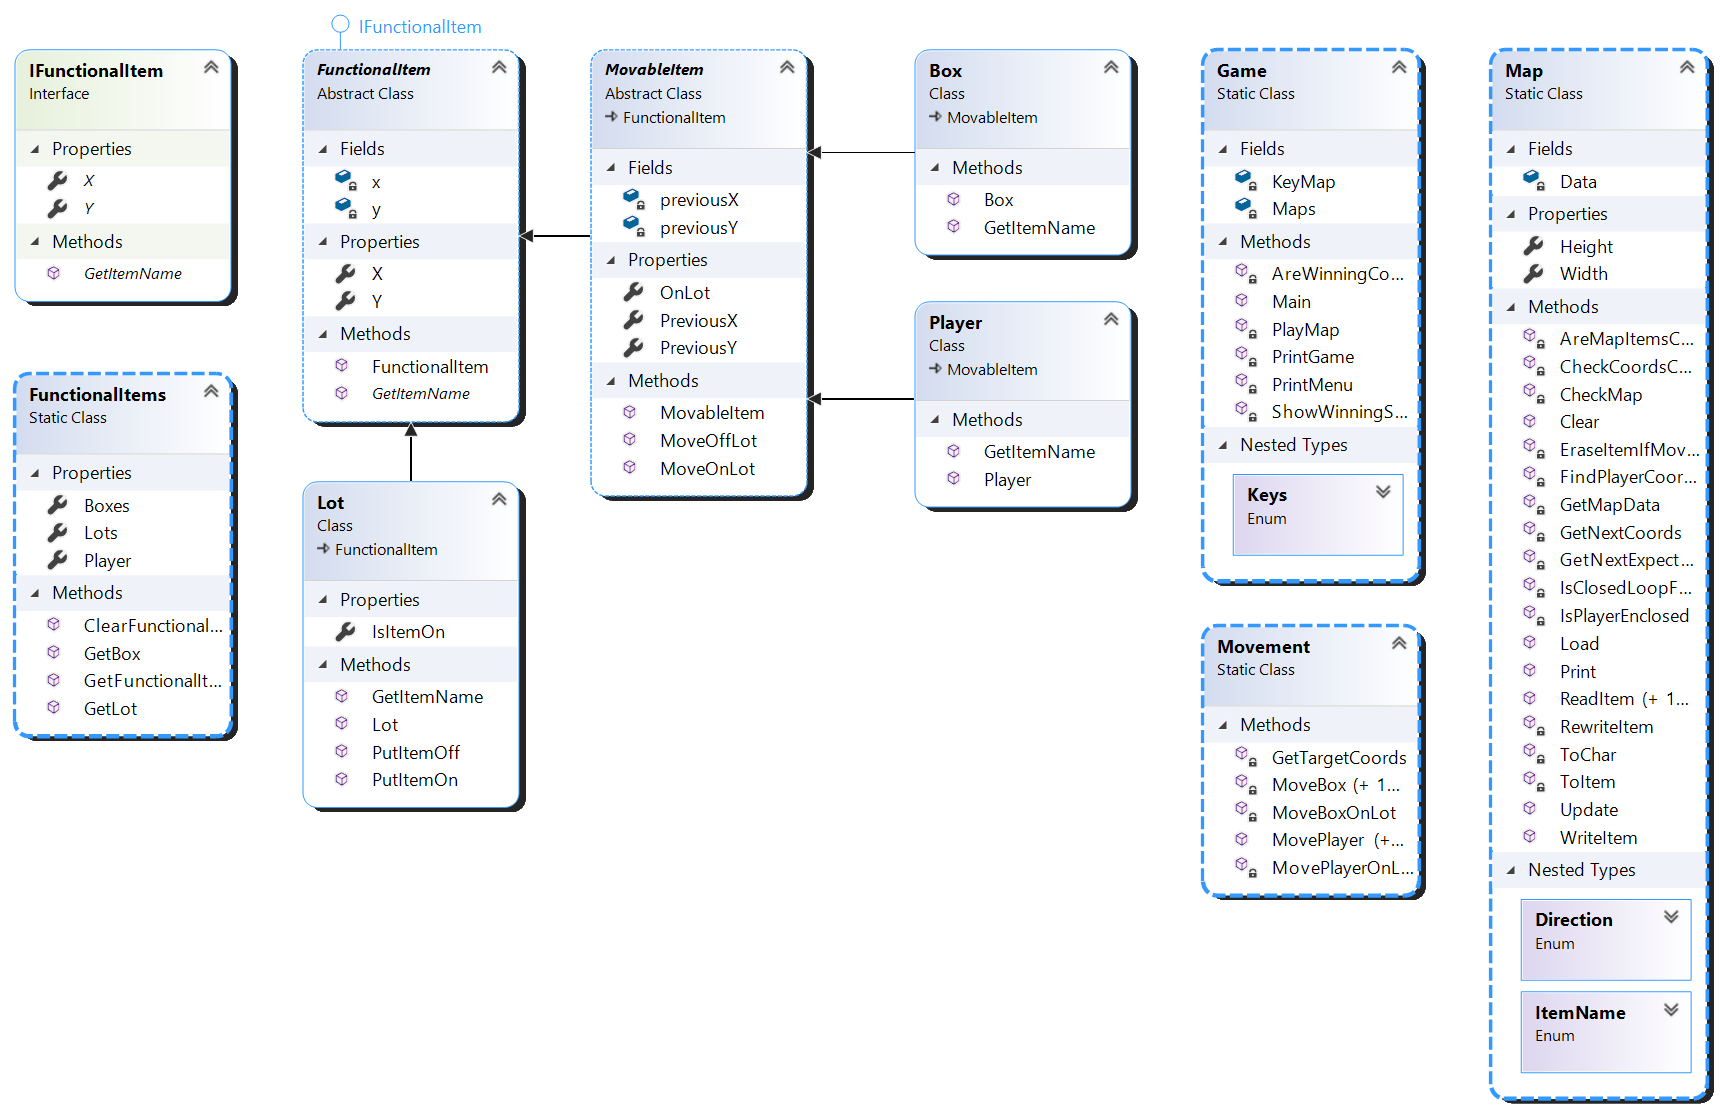 IFunctionalItem
IFunctionalItem
Interface
Properties
X
Y
Methods
GetItemName
FunctionalItems
Static Class
Properties
Boxes
Lots
Player
Methods
ClearFunctional...
GetBox
GetFunctionalIt...
GetLot
FunctionalItem
Abstract Class
Fields
x
y
Properties
X
Y
Methods
FunctionalItem
GetItemName
Lot
Class
FunctionalItem
Properties
IsItemOn
Methods
GetItemName
Lot
PutItemOff
PutItemOn
MovableItem
Abstract Class
FunctionalItem
Fields
previousX
previousY
Properties
OnLot
PreviousX
PreviousY
Methods
MovableItem
MoveOffLot
MoveOnLot
Box
Class
MovableItem
Methods
Box
GetItemName
Player
Class
MovableItem
Methods
GetItemName
Player
Game
Static Class
Fields
KeyMap
Maps
Methods
AreWinningCo...
Main
PlayMap
PrintGame
PrintMenu
ShowWinningS...
Nested Types
Keys
Enum
Movement
Static Class
Methods
GetTargetCoords
MoveBox (+ 1...
MoveBoxOnLot
MovePlayer (+...
MovePlayerOnL...
Map
Static Class
Fields
Data
Properties
Height
Width
Methods
AreMapItemsC...
CheckCoordsC...
CheckMap
Clear
EraseItemIfMov...
FindPlayerCoor...
GetMapData
GetNextCoords
GetNextExpect...
IsClosedLoopF...
IsPlayerEnclosed
Load
Print
ReadItem (+ 1...
RewriteItem
ToChar
ToItem
Update
WriteItem
Nested Types
Direction
Enum
ItemName
Enum